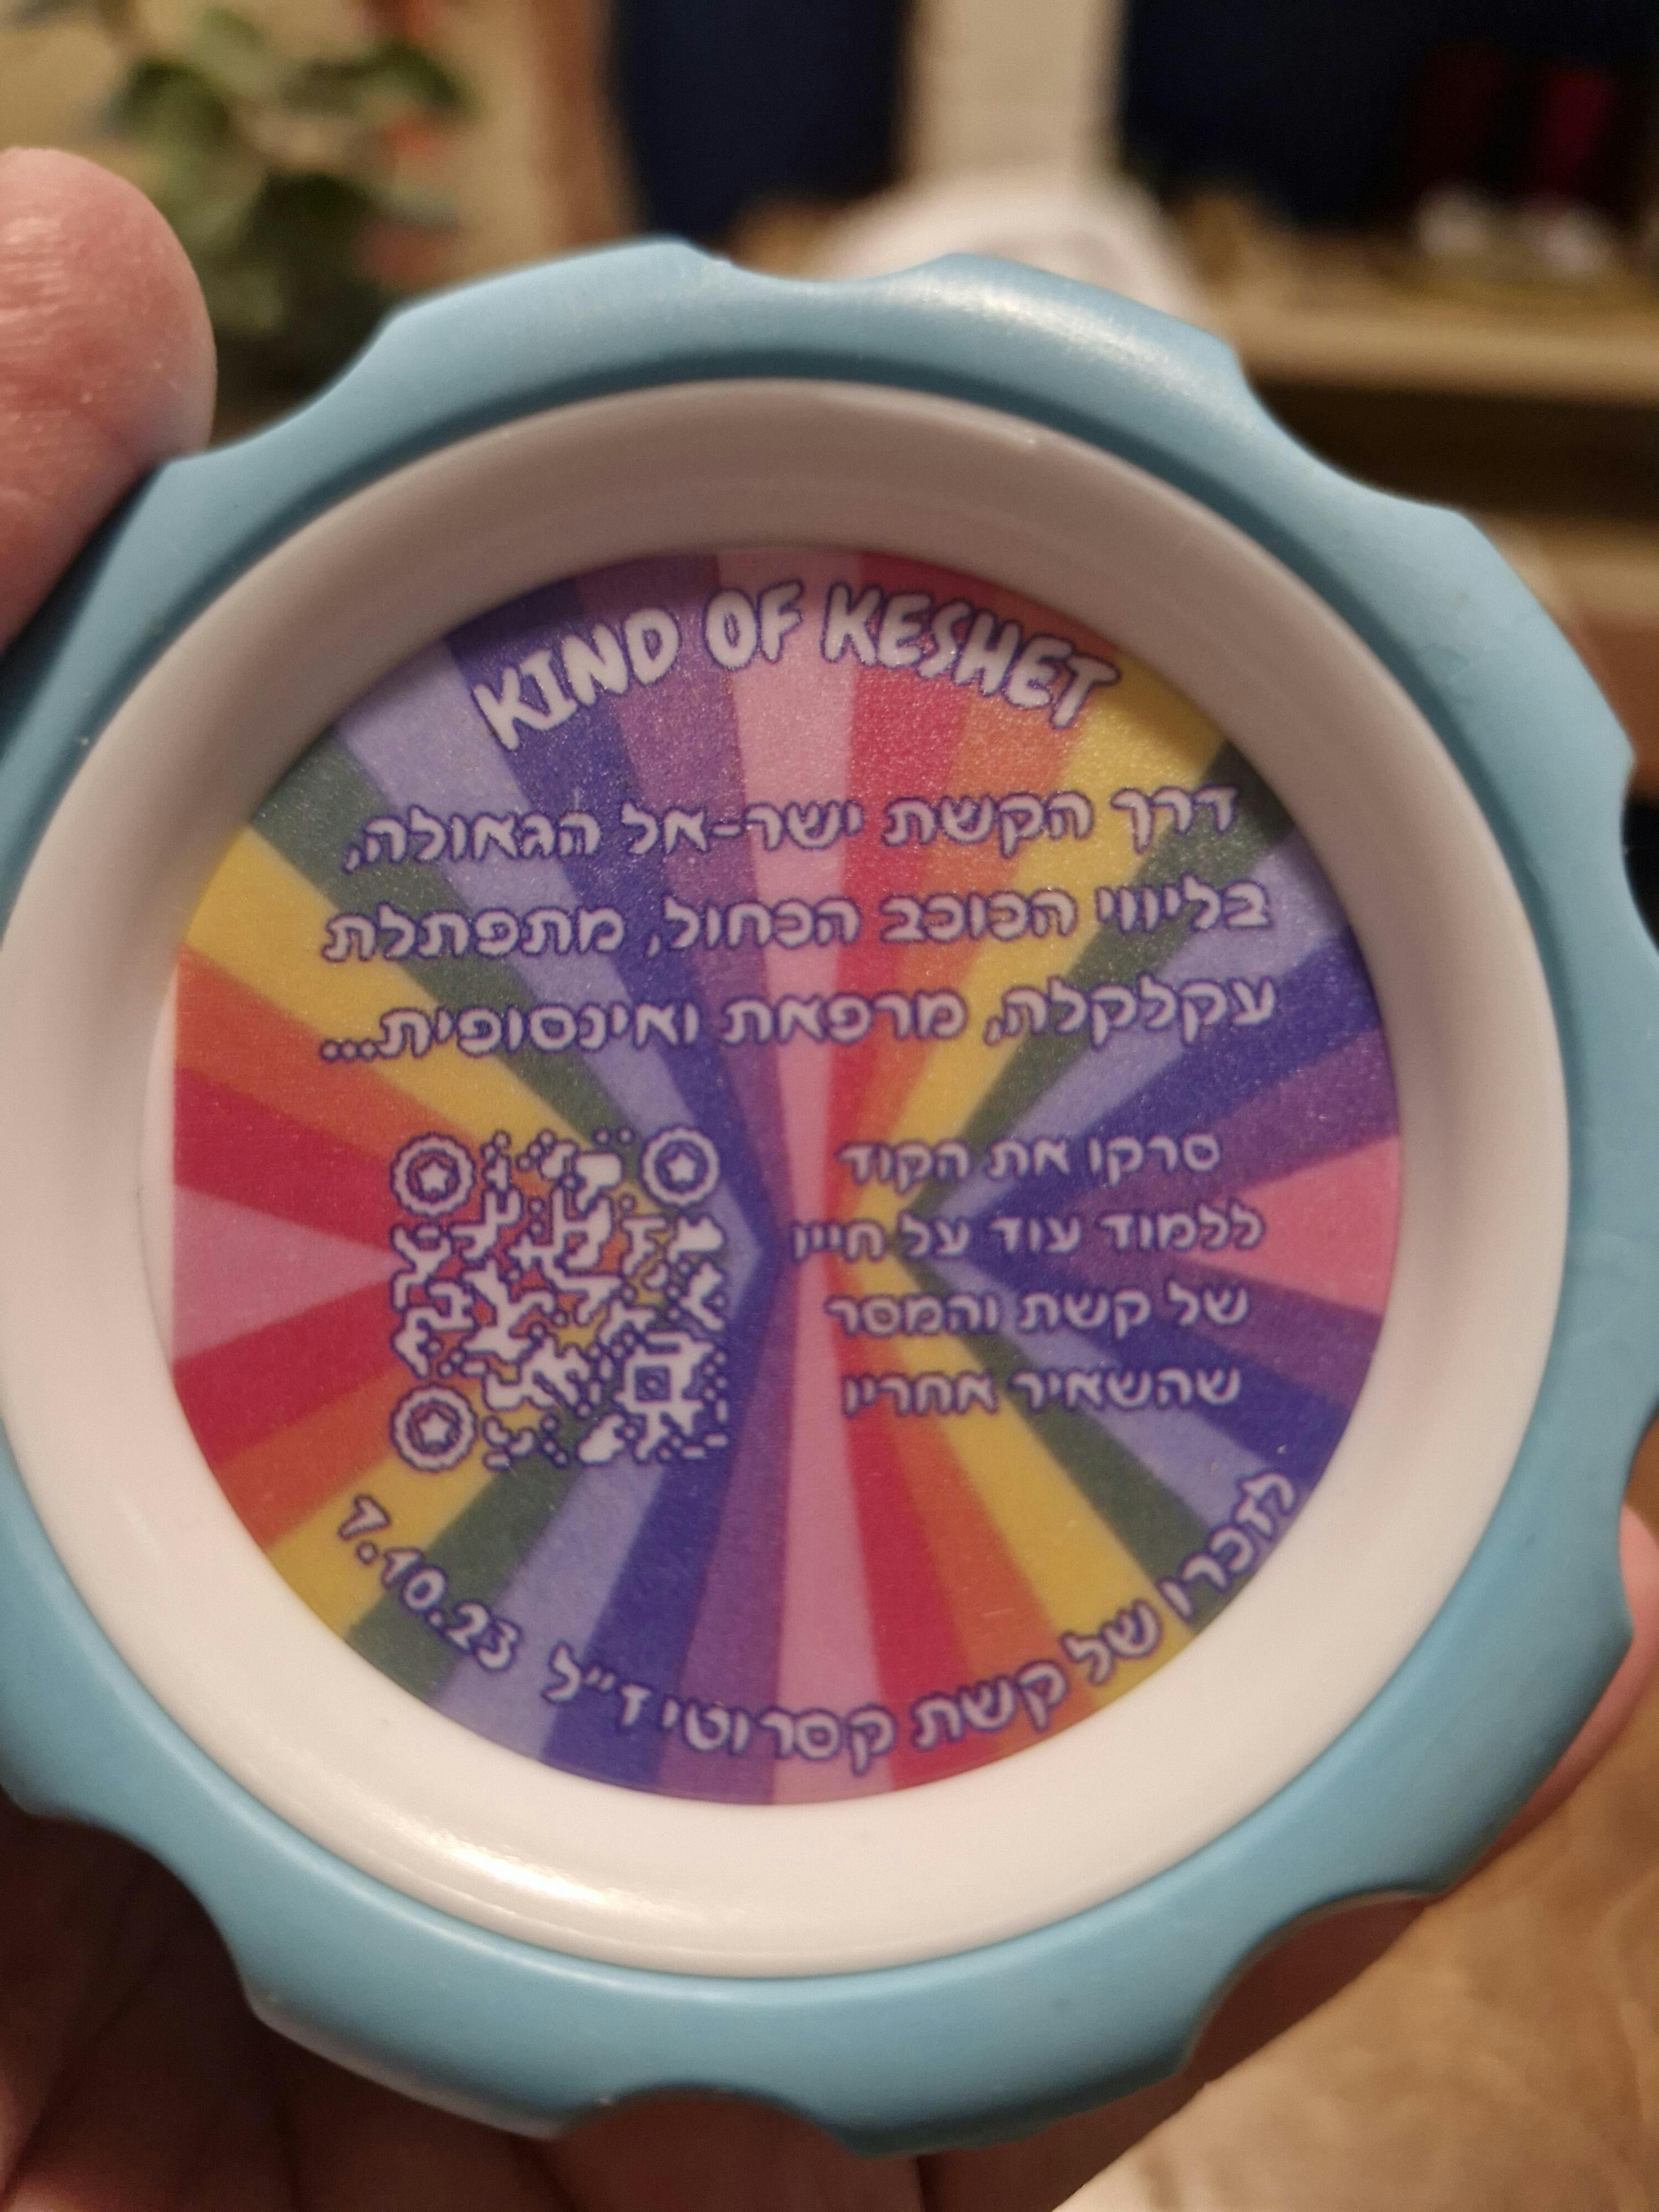 KIND OF KESHET
דרך הקשת ישר-אל הגאולה,
בליווי הכוכב הכחול, מתפתלת
עקלקלה, מרפאת ואינסופית...
סרקו את הקוד
ללמוד עוד על חייו
של קשת והמסר
שהשאיר אחריו
לזכרו של קשת קסרוטי ז"ל 7.10.23